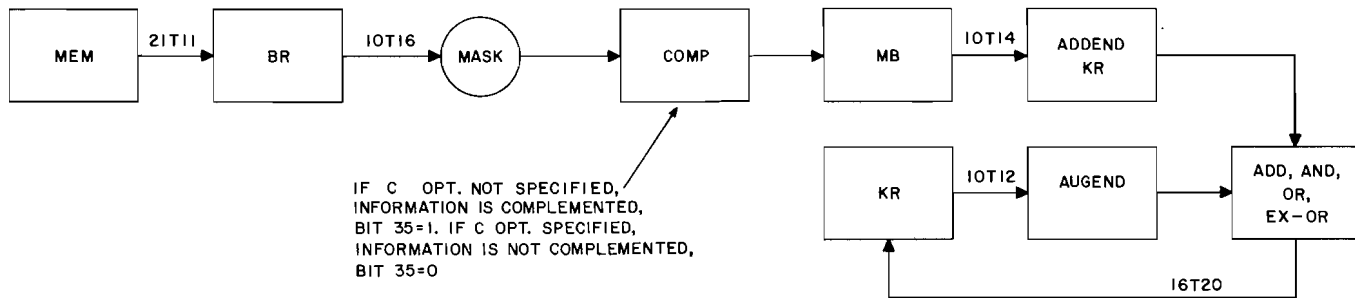 MEM
21T11
BR
10T16
MASK
COMP
MB
10T14
ADDEND
KR
KR
10T12
AUGEND
ADD, AND,
OR,
EX-OR
16T20
IF C OPT. NOT SPECIFIED,
INFORMATION IS COMPLEMENTED,
BIT 35=1. IF C OPT. SPECIFIED,
INFORMATION IS NOT COMPLEMENTED,
BIT 35=0